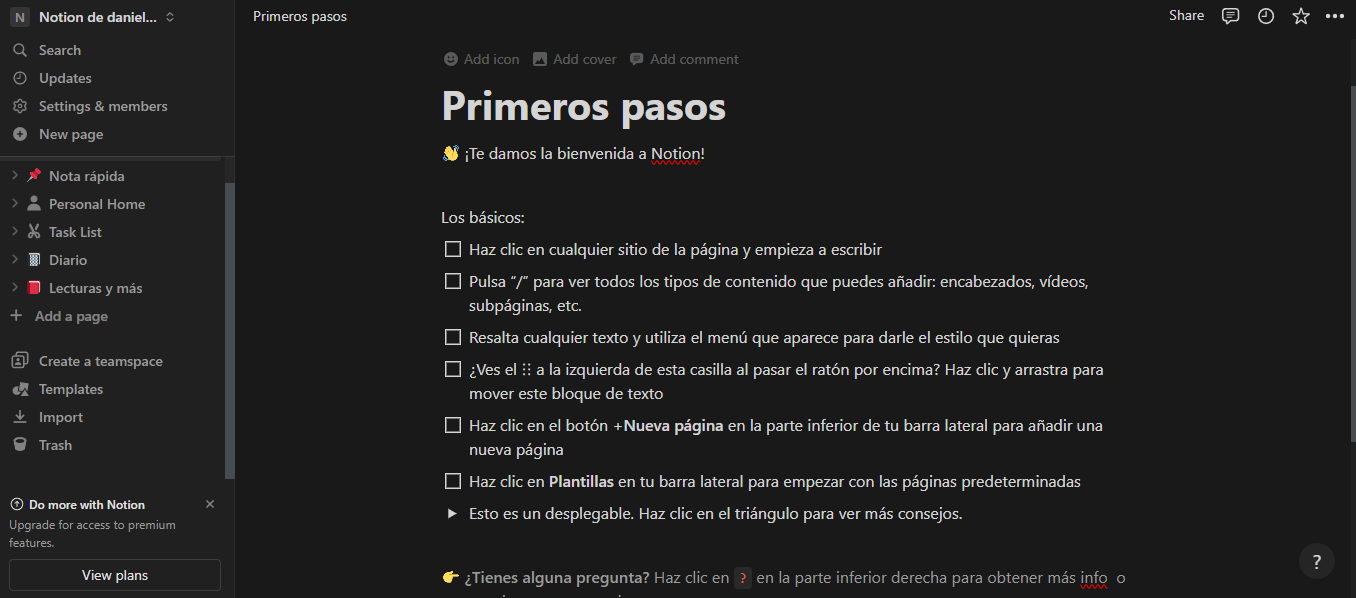 N Notion de daniel...
Search
Updates
Settings & members
New page
Nota rápida
Personal Home
Task List
Diario
Lecturas y más
+ Add a page
Create a teamspace
Templates
Import
Trash
Do more with Notion
Upgrade for access to premium
features.
View plans
Primeros pasos
Share
Add icon Add cover Add comment
Primeros pasos
👋 ¡Te damos la bienvenida a Notion!
Los básicos:
Haz clic en cualquier sitio de la página y empieza a escribir
Pulsa “/” para ver todos los tipos de contenido que puedes añadir: encabezados, vídeos,
subpáginas, etc.
Resalta cualquier texto y utiliza el menú que aparece para darle el estilo que quieras
¿Ves el ⋮⋮ a la izquierda de esta casilla al pasar el ratón por encima? Haz clic y arrastra para
mover este bloque de texto
Haz clic en el botón +Nueva página en la parte inferior de tu barra lateral para añadir una
nueva página
Haz clic en Plantillas en tu barra lateral para empezar con las páginas predeterminadas
Esto es un desplegable. Haz clic en el triángulo para ver más consejos.
👉 ¿Tienes alguna pregunta? Haz clic en ? en la parte inferior derecha para obtener más info o
?